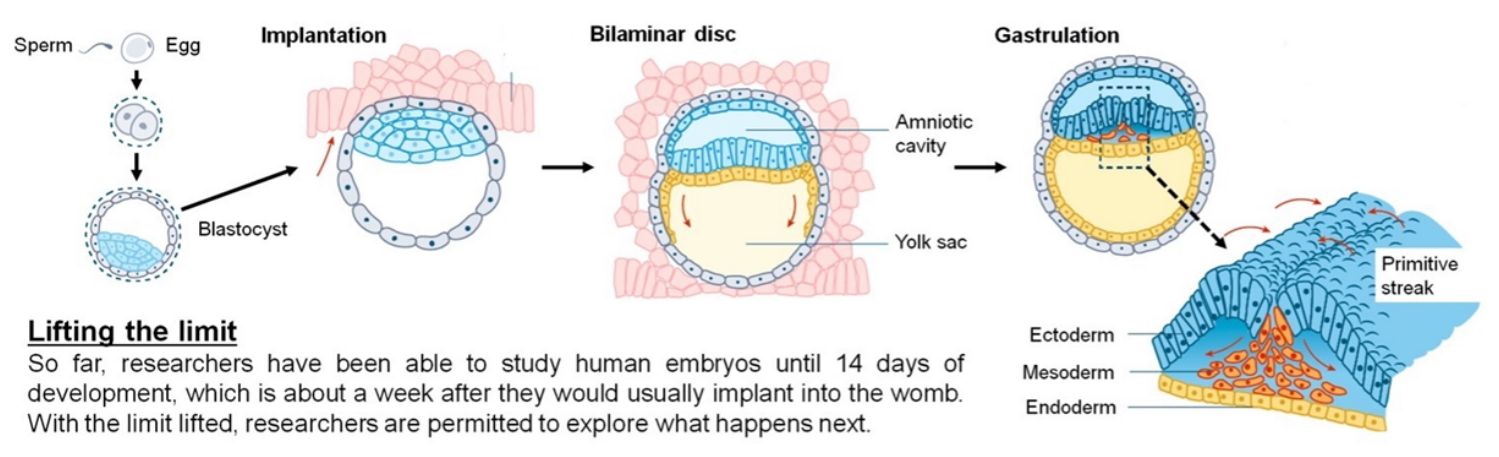 Sperm
Egg
Implantation
Bilaminar disc
Gastrulation
Blastocyst
Amniotic
cavity
Yolk sac
Primitive
streak
Ectoderm
Mesoderm
Endoderm
Lifting the limit
So far, researchers have been able to study human embryos until 14 days of
development, which is about a week after they would usually implant into the womb.
With the limit lifted, researchers are permitted to explore what happens next.